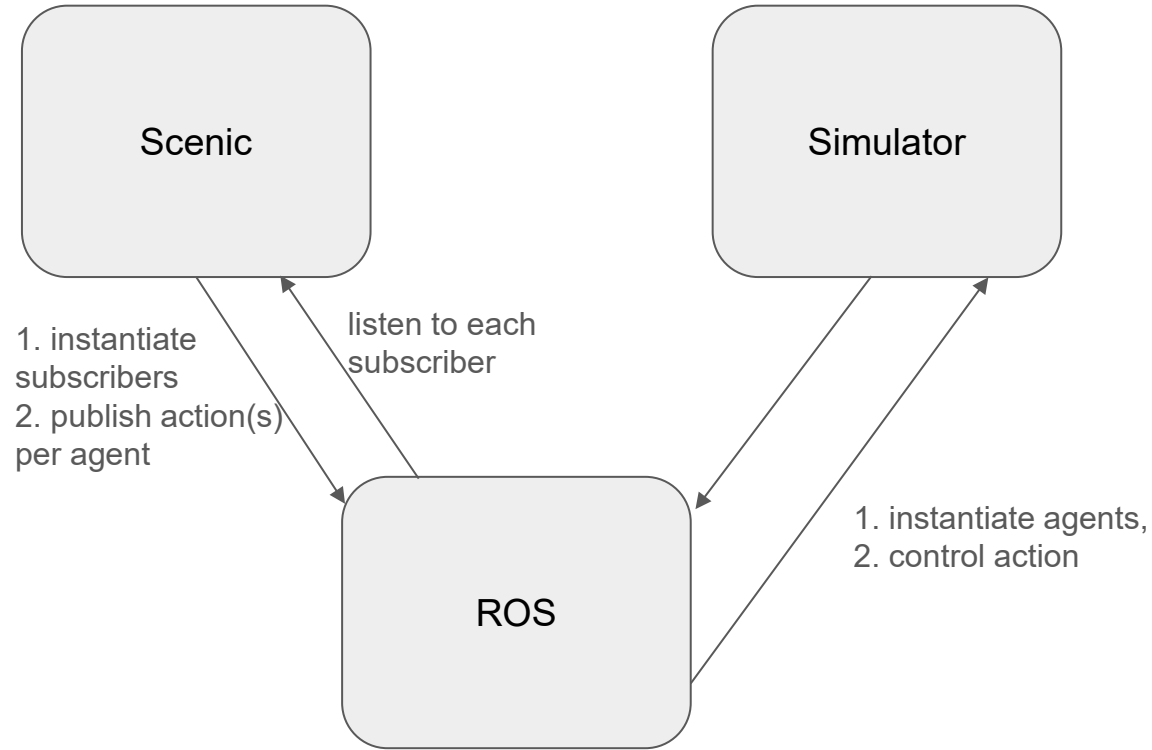 Scenic
Simulator
1. instantiate
subscribers
2. publish action(s)
per agent
listen to each
subscriber
1. instantiate agents,
2. control action
ROS